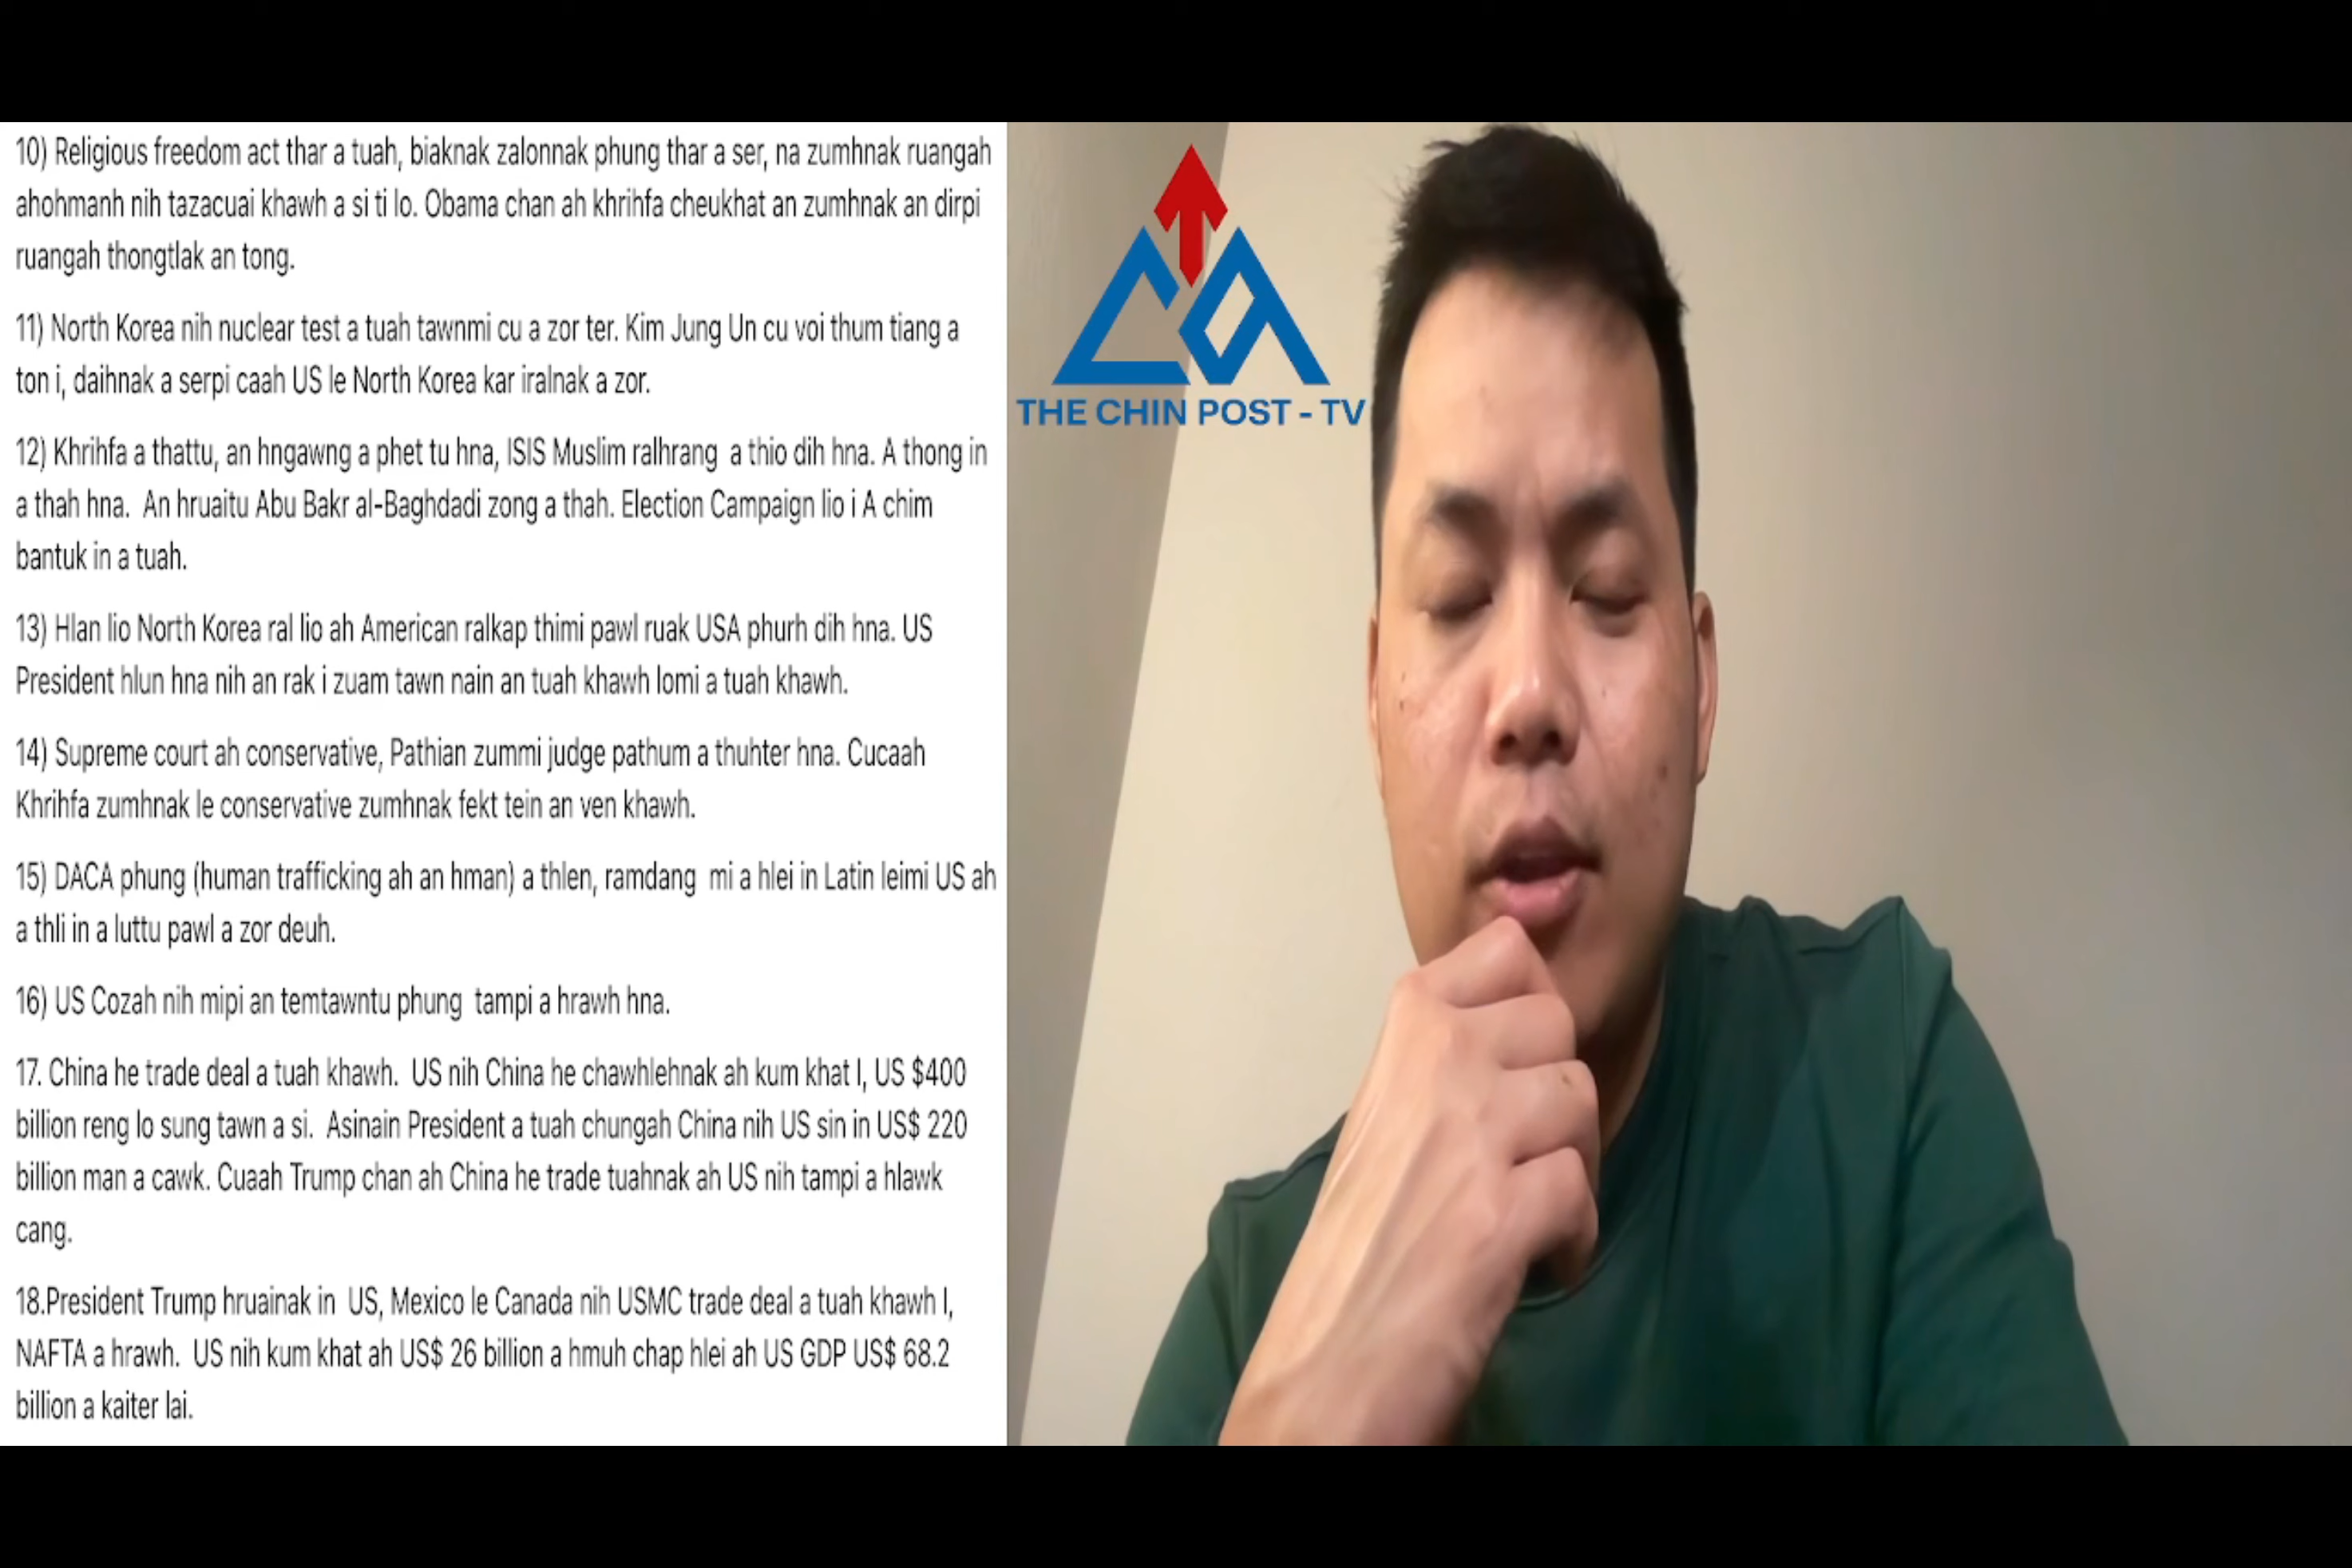 10) Religious freedom act thar a tuah, biaknak zalonnak phung thar a ser, na zumhnak ruangah
ahohmanh nih tazacuai khawh a si ti lo. Obama chan ah khrihfa cheukhat an zumhnak an dirpi
ruangah thongtlak an tong.
11) North Korea nih nuclear test a tuah tawnmi cu a zor ter. Kim Jung Un cu voi thum tiang a
ton i, daihnak a serpi caah US le North Korea kar iralnak a zor.
12) Khrihfa a thattu, an hngawng a phet tu hna, ISIS Muslim ralhrang a thio dih hna. A thong in
a thah hna. An hruaitu Abu Bakr al-Baghdadi zong a thah. Election Campaign lio i A chim
bantuk in a tuah.
13) Hlan lio North Korea ral lio ah American ralkap thimi pawl ruak USA phurh dih hna. US
President hlun hna nih an rak i zuam tawn nain an tuah khawh lomi a tuah khawh.
14) Supreme court ah conservative, Pathian zummi judge pathum a thuhter hna. Cucaah
Khrihfa zumhnak le conservative zumhnak fekt tein an ven khawh.
15) DACA phung (human trafficking ah an hman) a thlen, ramdang mi a hlei in Latin leimi US ah
a thli in a luttu pawl a zor deuh.
16) US Cozah nih mipi an temtawntu phung tampi a hrawh hna.
17. China he trade deal a tuah khawh. US nih China he chawhlehnak ah kum khat I, US $400
billion reng lo sung tawn a si. Asinain President a tuah chungah China nih US sin in US$ 220
billion man a cawk. Cuaah Trump chan ah China he trade tuahnak ah US nih tampi a hlawk
cang.
18.President Trump hruainak in US, Mexico le Canada nih USMC trade deal a tuah khawh I,
NAFTA a hrawh. US nih kum khat ah US$ 26 billion a hmuh chap hlei ah US GDP US$ 68.2
billion a kaiter lai.
THE CHIN POST - TV